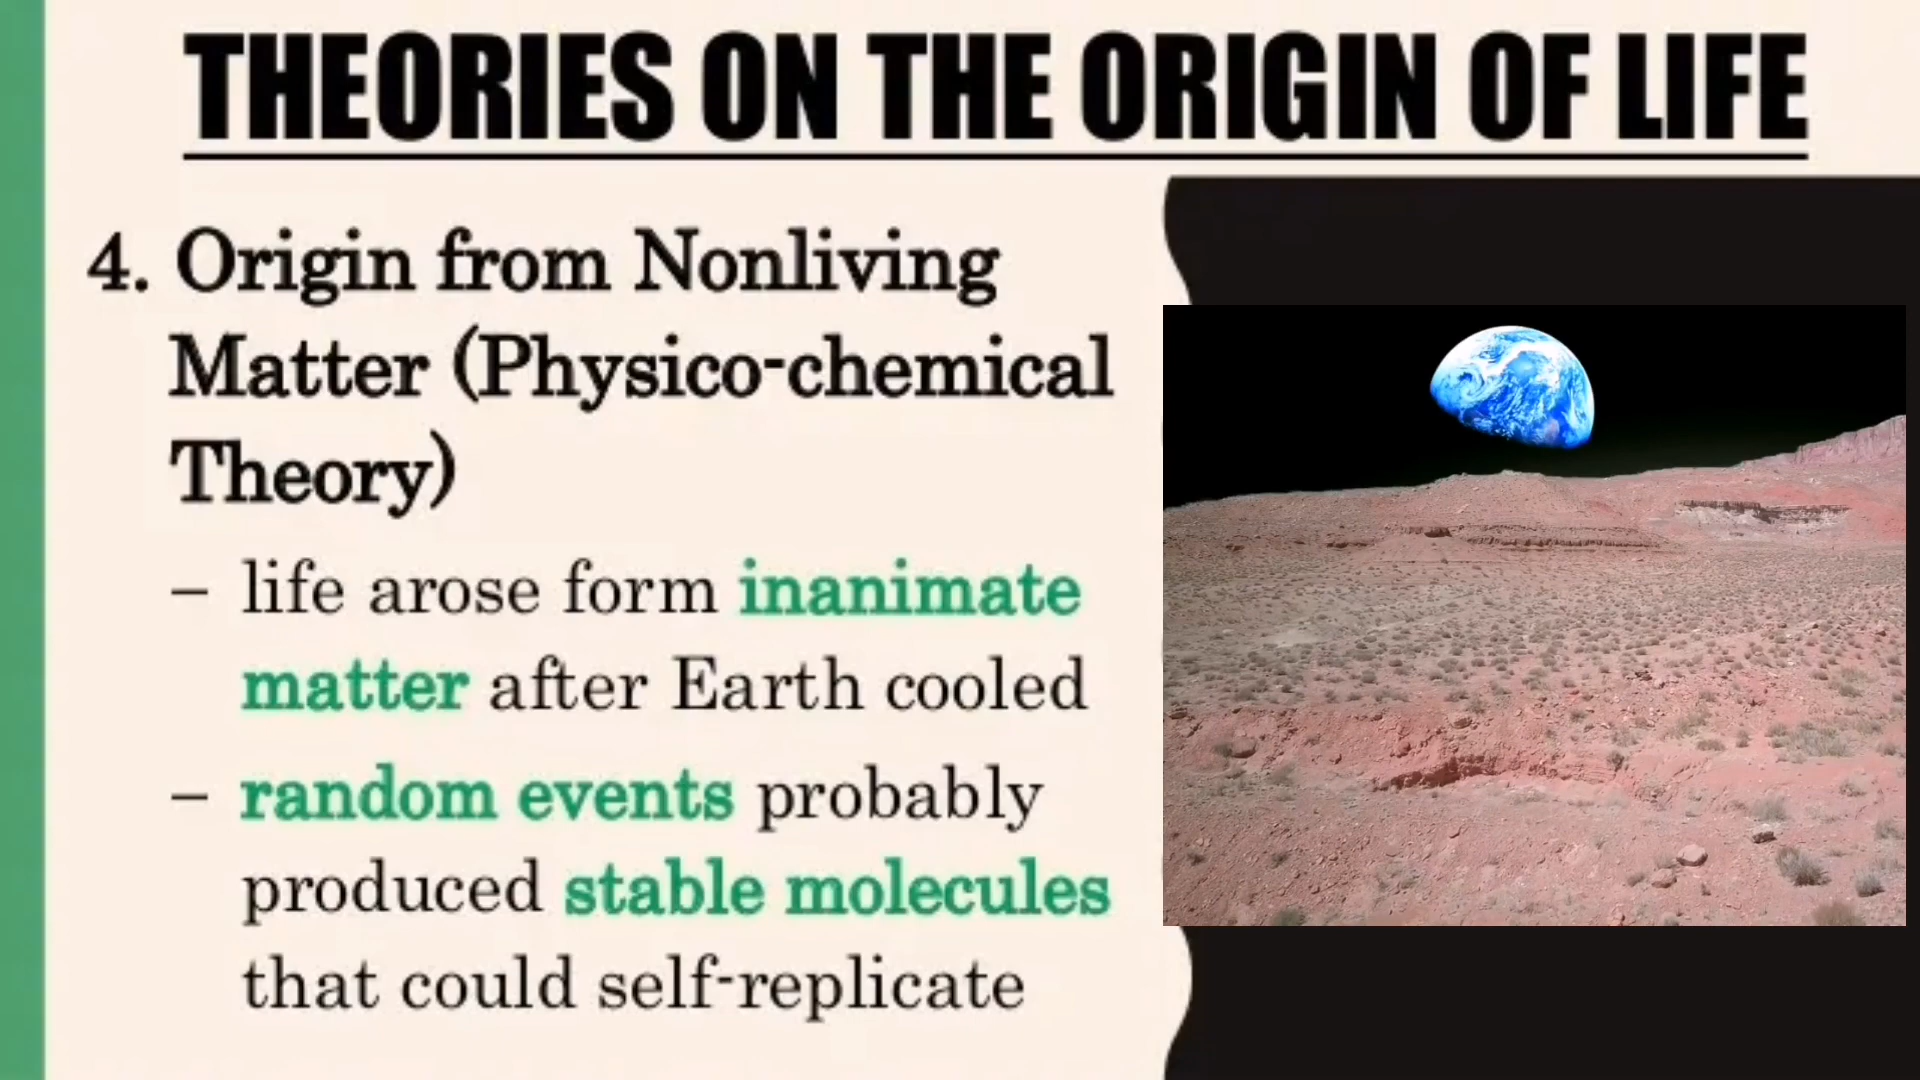 THEORIES ON THE ORIGIN OF LIFE
4. Origin from Nonliving
Matter (Physico-chemical
Theory)
– life arose form inanimate
matter after Earth cooled
– random events probably
produced stable molecules
that could self-replicate